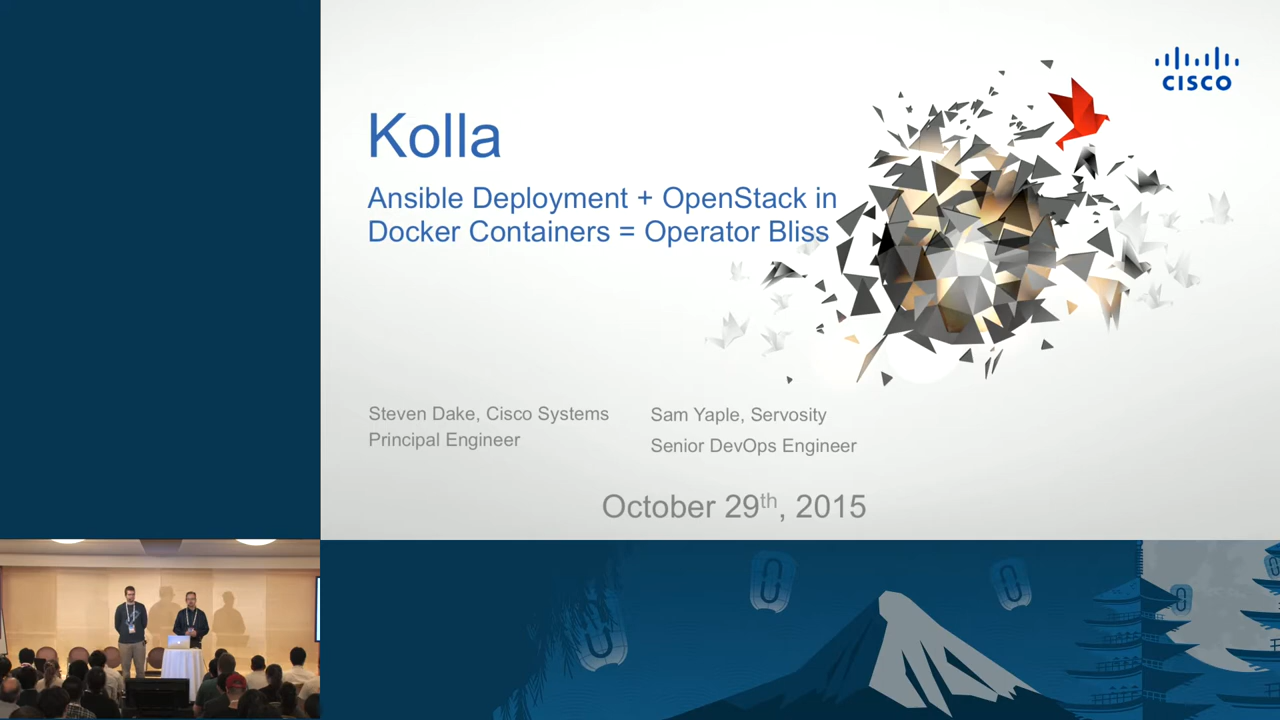 CISCO
Kolla
Ansible Deployment + OpenStack in
Docker Containers = Operator Bliss
Steven Dake, Cisco Systems
Principal Engineer
Sam Yaple, Servosity
Senior DevOps Engineer
October 29th, 2015